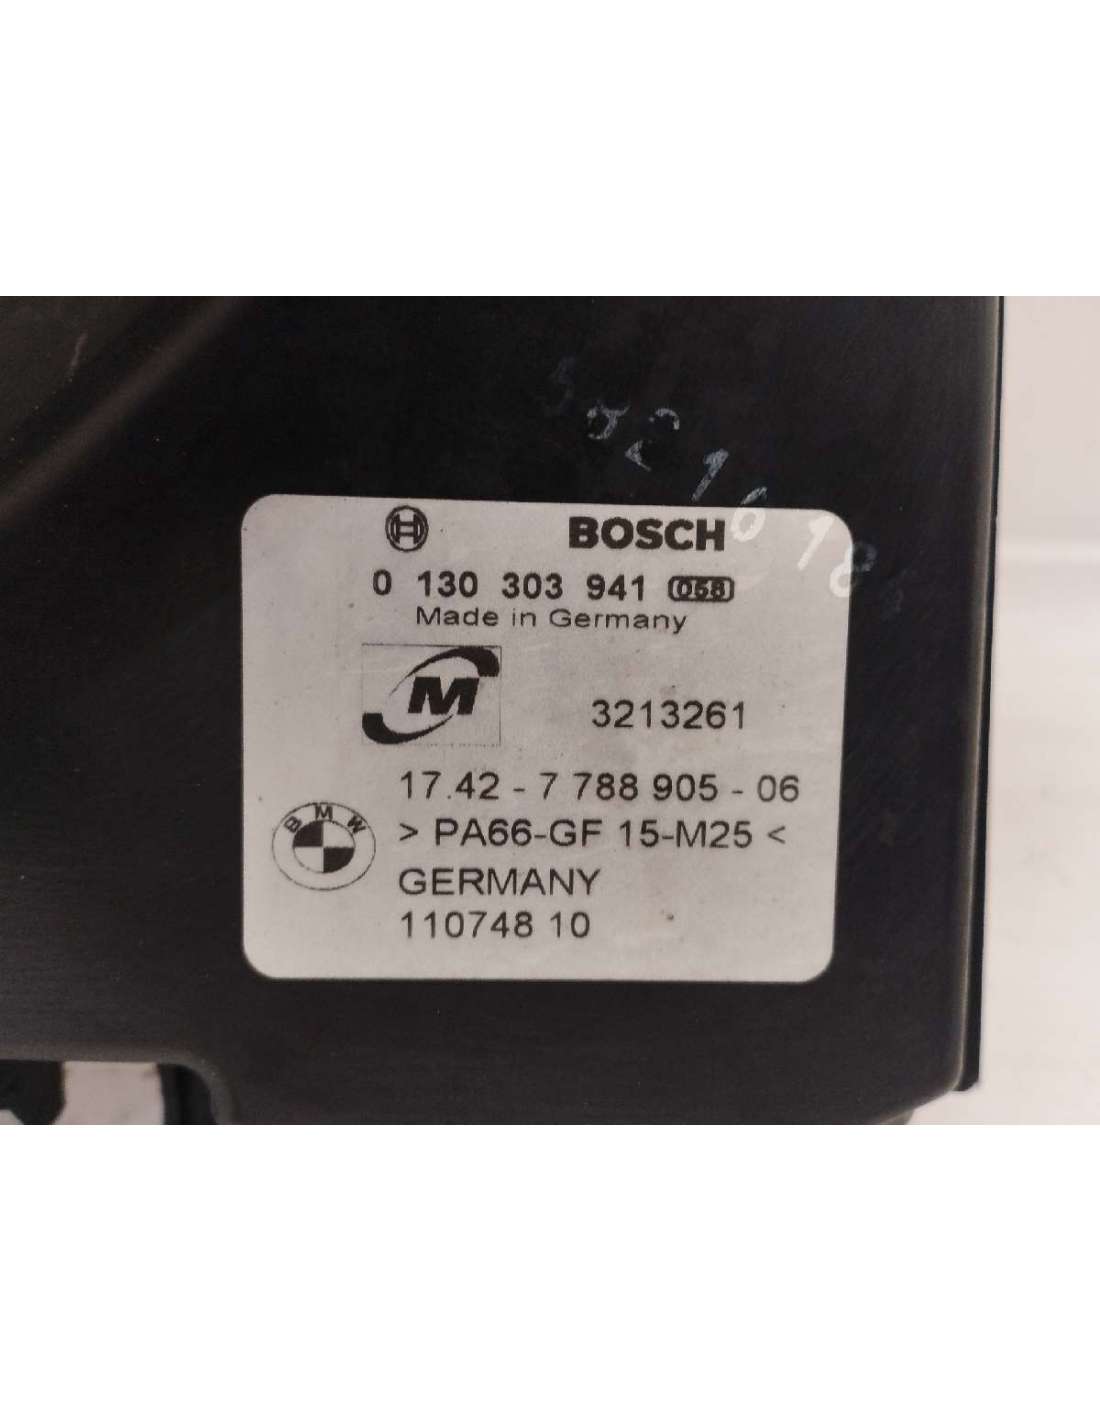 5821618
BOSCH
0 130 303 941 058
Made in Germany
M
3213261
17.42 - 7 788 905 - 06
BMW
> PA66-GF 15-M25 <
GERMANY
110748 10